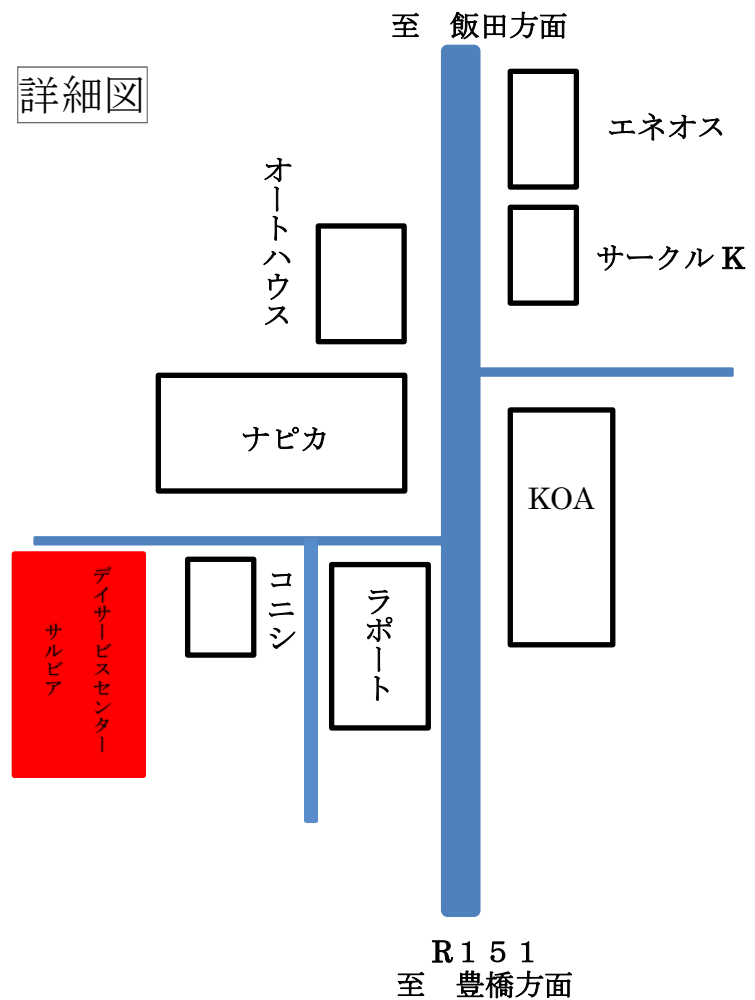 至　飯田方面
詳細図
エネオス
オートハウス
サークルK
ナピカ
KOA
デイサービスセンター
サルビア
コニシ
ラポート
R１５１
至　豊橋方面